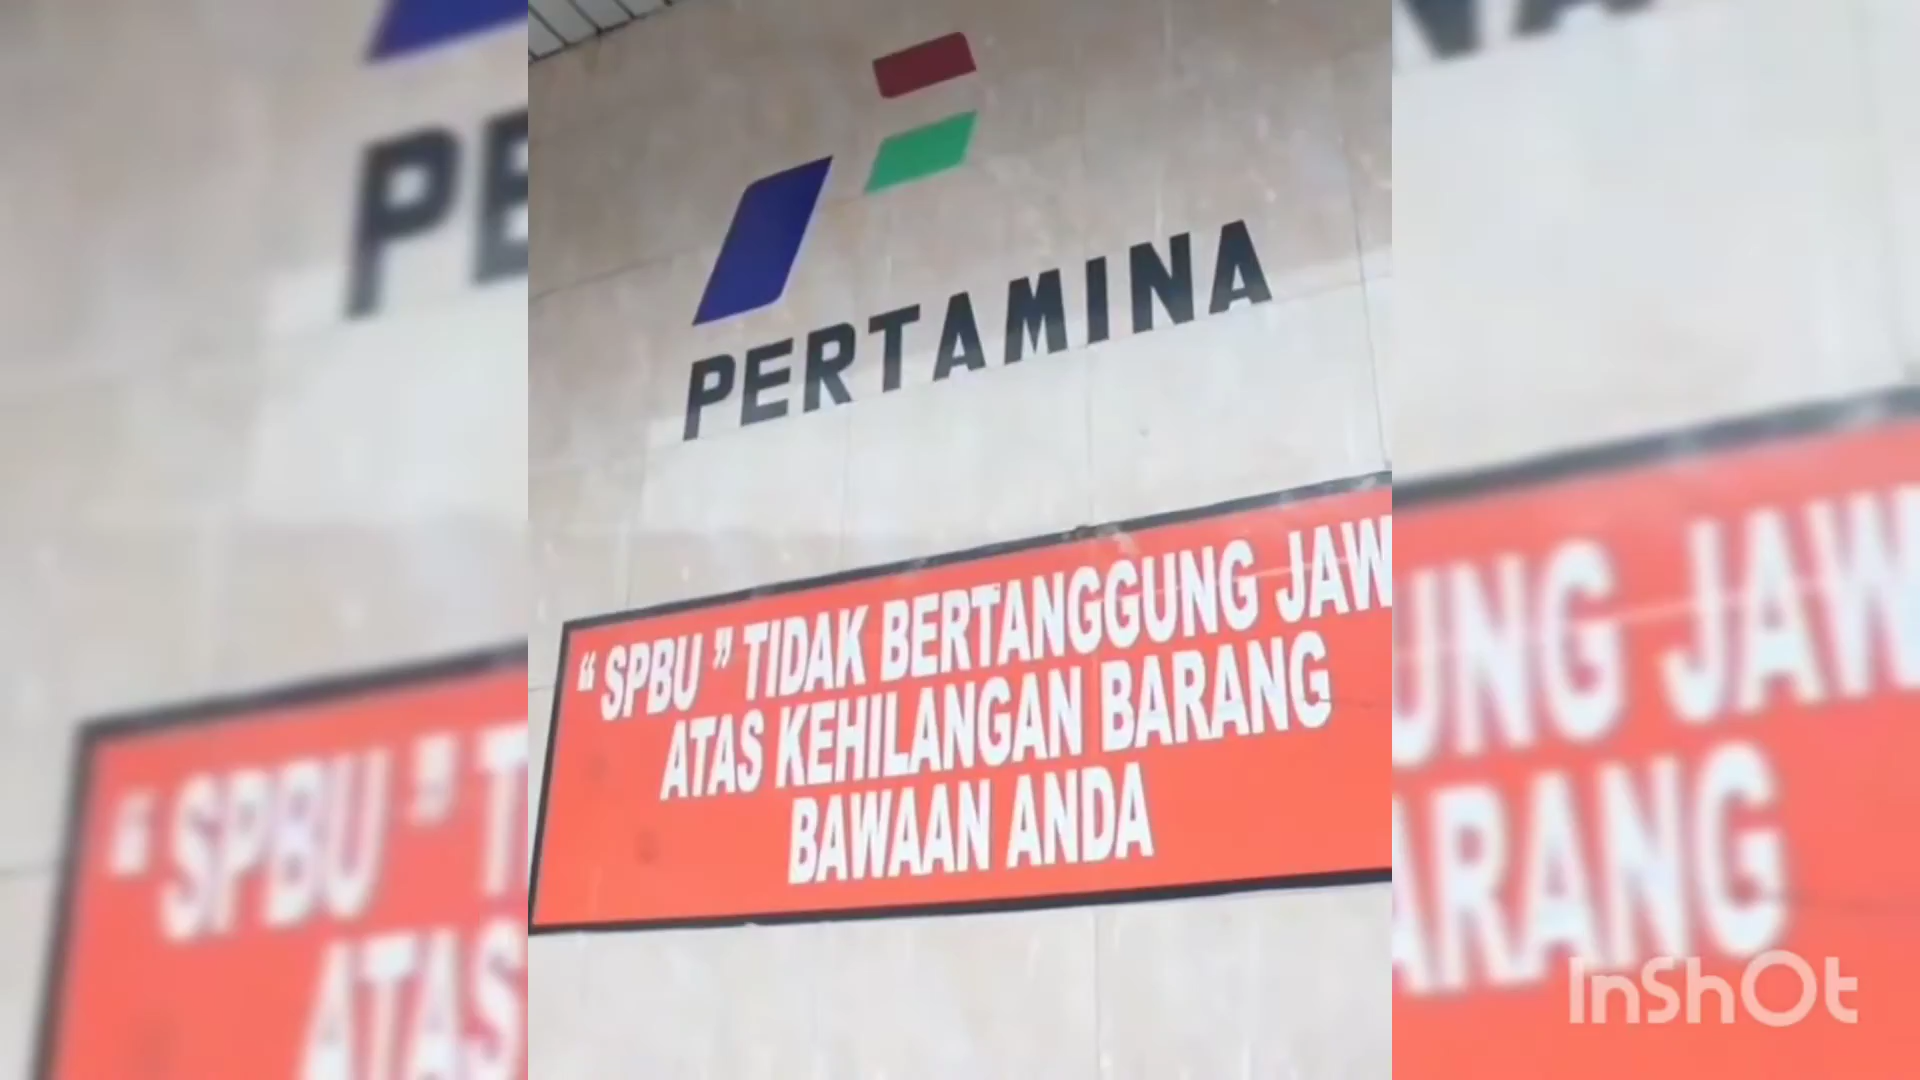 PERTAMINA
“ SPBU ” TIDAK BERTANGGUNG JAW
ATAS KEHILANGAN BARANG
BAWAAN ANDA
InShOt